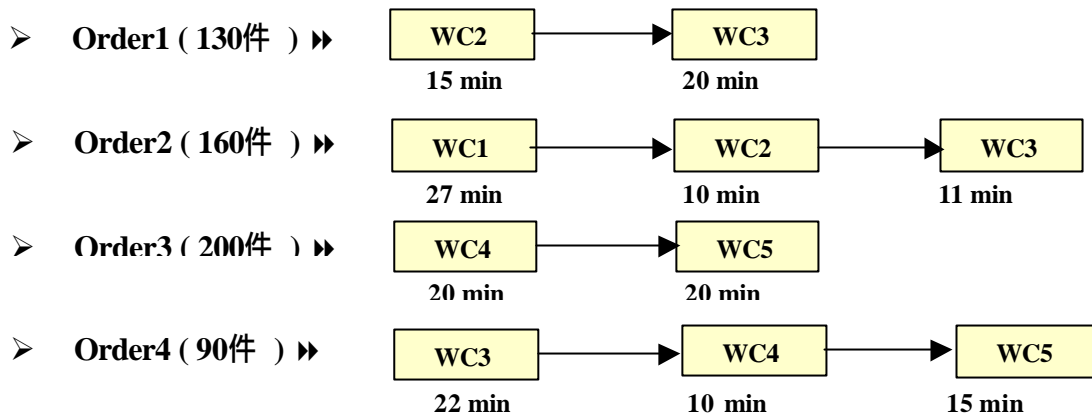 ➢ Order1 ( 130件 ) ▸▸ WC2 WC3
15 min 20 min
➢ Order2 ( 160件 ) ▸▸ WC1 WC2 WC3
27 min 10 min 11 min
➢ Order3 ( 200件 ) ▸▸ WC4 WC5
20 min 20 min
➢ Order4 ( 90件 ) ▸▸ WC3 WC4 WC5
22 min 10 min 15 min